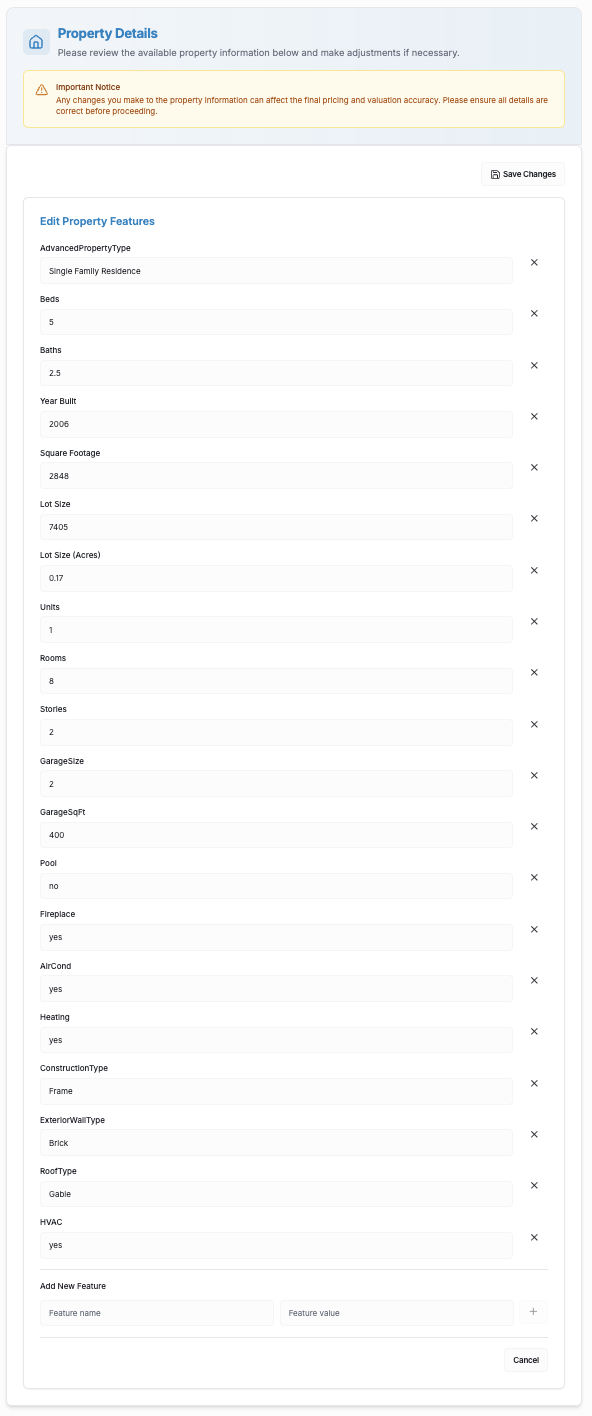 Property Details
Please review the available property information below and make adjustments if necessary.
Important Notice
Any changes you make to the property information can affect the final pricing and valuation accuracy. Please ensure all details are
correct before proceeding.
Save Changes
Edit Property Features
AdvancedPropertyType
Single Family Residence
Beds
5
Baths
2.5
Year Built
2006
Square Footage
2848
Lot Size
7405
Lot Size (Acres)
0.17
Units
1
Rooms
8
Stories
2
GarageSize
2
GarageSqFt
400
Pool
no
Fireplace
yes
AirCond
yes
Heating
yes
ConstructionType
Frame
ExteriorWallType
Brick
RoofType
Gable
HVAC
yes
Add New Feature
Feature name Feature value
Cancel